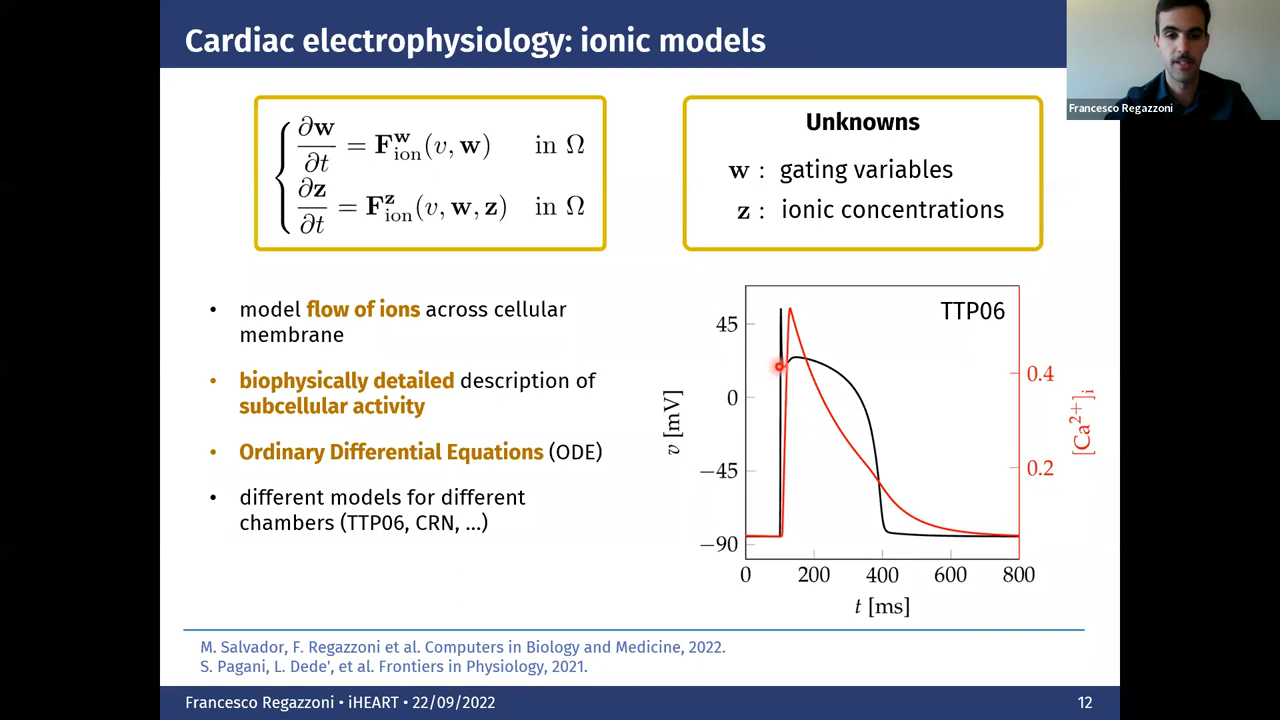 Cardiac electrophysiology: ionic models
Francesco Regazzoni
∂w/∂t = F^w_ion(v, w) in Ω
∂z/∂t = F^z_ion(v, w, z) in Ω
Unknowns
w : gating variables
z : ionic concentrations
• model flow of ions across cellular
membrane
• biophysically detailed description of
subcellular activity
• Ordinary Differential Equations (ODE)
• different models for different
chambers (TTP06, CRN, ...)
TTP06
45
0
−45
−90
v [mV]
0.4
0.2
[Ca²⁺]ᵢ
0 200 400 600 800
t [ms]
M. Salvador, F. Regazzoni et al. Computers in Biology and Medicine, 2022.
S. Pagani, L. Dede', et al. Frontiers in Physiology, 2021.
Francesco Regazzoni • iHEART • 22/09/2022
12